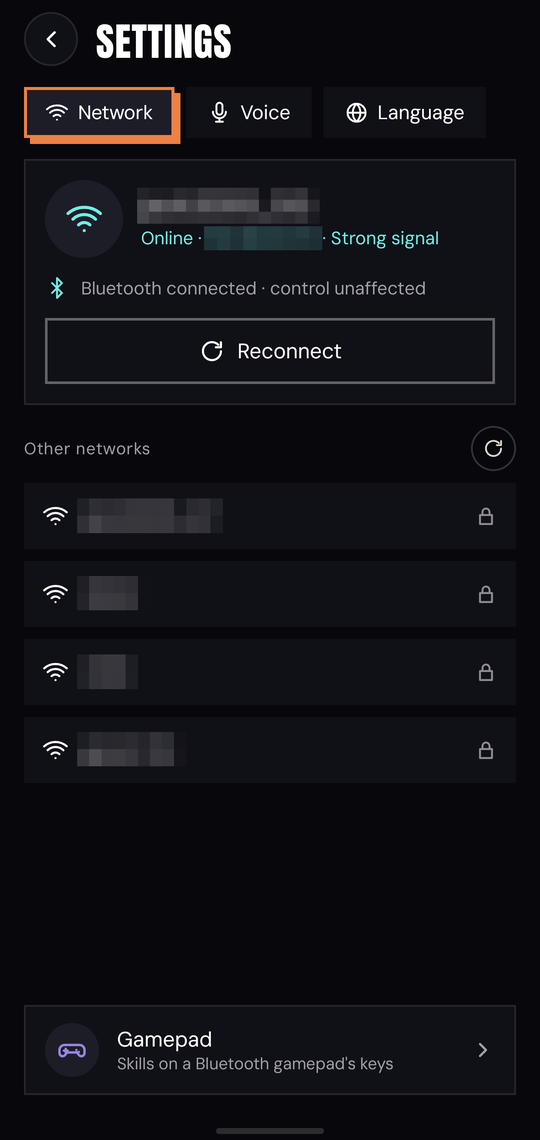 SETTINGS
Network
Voice
Language
Online · · Strong signal
Bluetooth connected · control unaffected
Reconnect
Other networks
Gamepad
Skills on a Bluetooth gamepad's keys